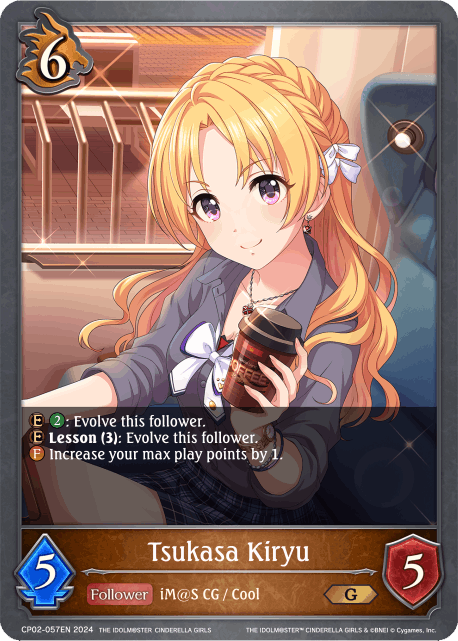 6
COFFEE
E 2: Evolve this follower.
E Lesson (3): Evolve this follower.
F Increase your max play points by 1.
Tsukasa Kiryu
5
Follower iM@S CG / Cool
G
5
CP02-057EN 2024 THE IDOLM@STER CINDERELLA GIRLS
THE IDOLM@STER™ CINDERELLA GIRLS & ©BNEI © Cygames, Inc.